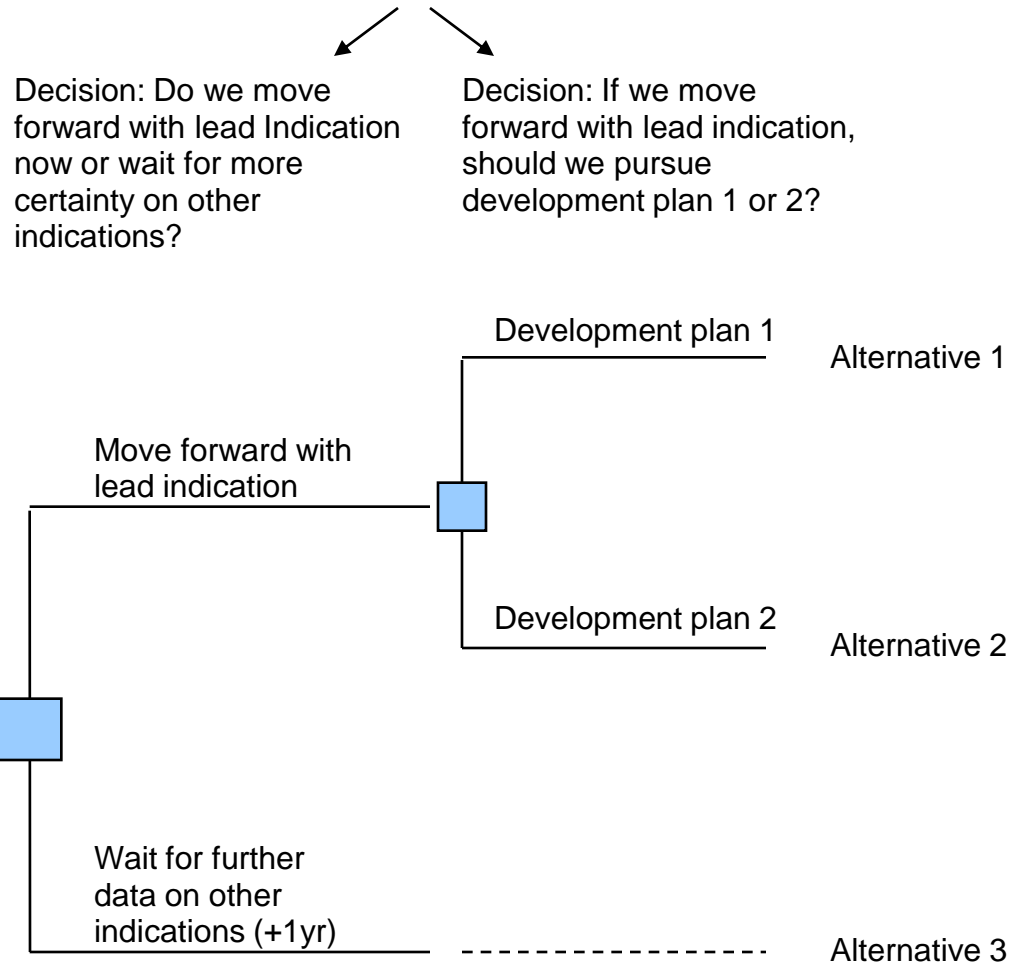 Decision: Do we move
forward with lead Indication
now or wait for more
certainty on other
indications?
Decision: If we move
forward with lead indication,
should we pursue
development plan 1 or 2?
Development plan 1
Alternative 1
Move forward with
lead indication
Development plan 2
Alternative 2
Wait for further
data on other
indications (+1yr)
Alternative 3